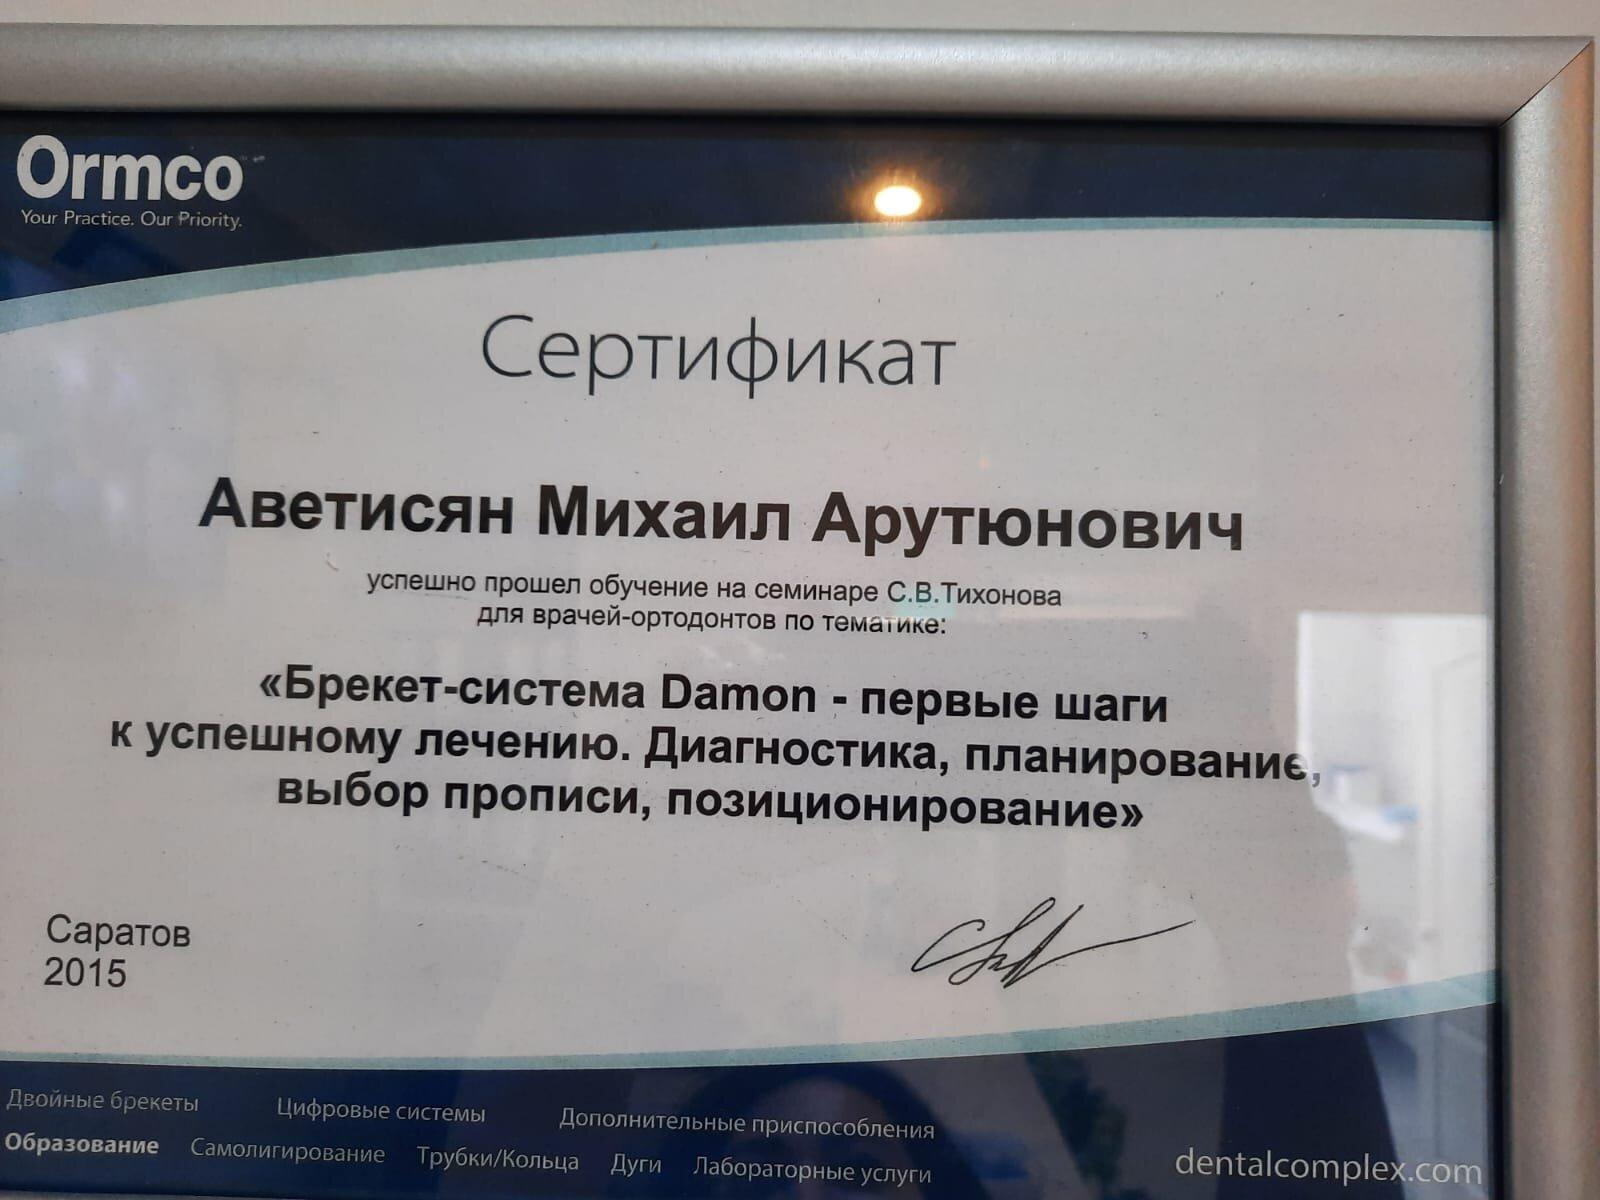 Ormco
Your Practice. Our Priority.
Сертификат
Аветисян Михаил Арутюнович
успешно прошел обучение на семинаре С.В.Тихонова
для врачей-ортодонтов по тематике:
«Брекет-система Damon - первые шаги
к успешному лечению. Диагностика, планирование,
выбор прописи, позиционирование»
Саратов
2015
Двойные брекеты Цифровые системы Дополнительные приспособления
Образование Самолигирование Трубки/Кольца Дуги Лабораторные услуги
dentalcomplex.com